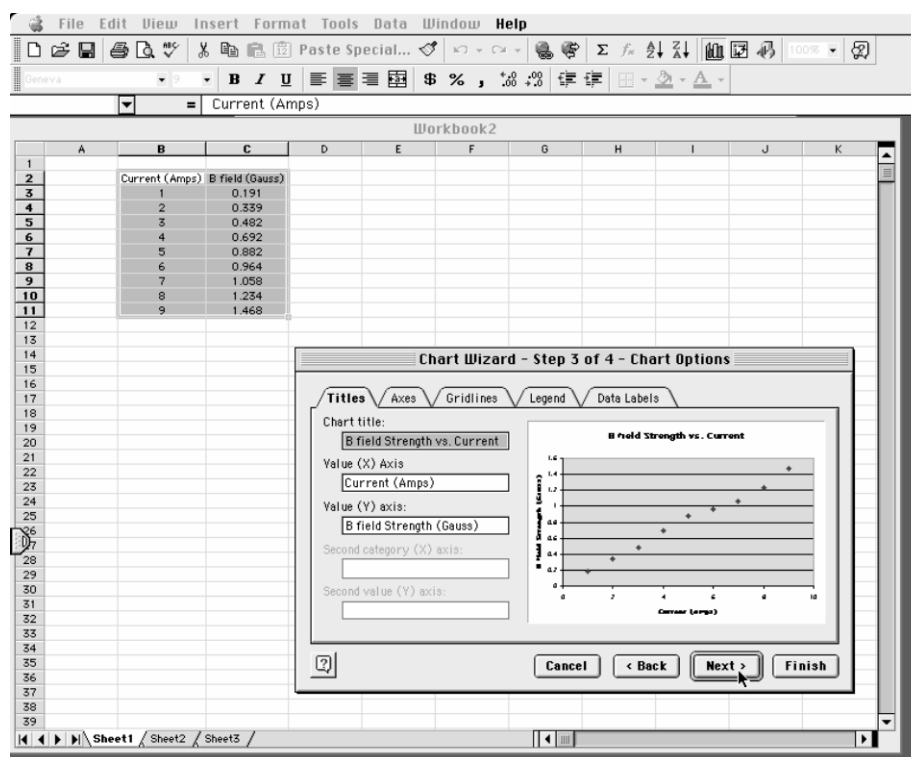 File Edit View Insert Format Tools Data Window Help
Paste Special... Σ 100%
Geneva 9 B I U $ % ,
= Current (Amps)
Workbook2
A B C D E F G H I J K
1
2 Current (Amps) B field (Gauss)
3 1 0.191
4 2 0.339
5 3 0.482
6 4 0.692
7 5 0.882
8 6 0.964
9 7 1.058
10 8 1.234
11 9 1.468
12
13
14
15
16
17
18
19
20
21
22
23
24
25
26
27
28
29
30
31
32
33
34
35
36
37
38
39
Chart Wizard - Step 3 of 4 - Chart Options
Titles Axes Gridlines Legend Data Labels
Chart title:
B field Strength vs. Current
Value (X) Axis
Current (Amps)
Value (Y) axis:
B field Strength (Gauss)
Second category (X) axis:
Second value (Y) axis:
B field Strength vs. Current
B field Strength (Gauss)
1.6
1.4
1.2
1
0.8
0.6
0.4
0.2
0
0 2 4 6 8 10
Current (amps)
Cancel < Back Next > Finish
Sheet1 Sheet2 Sheet3